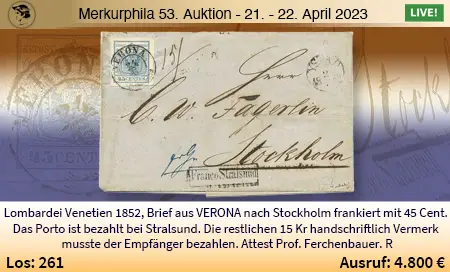 Merkurphila 53. Auktion - 21. - 22. April 2023
LIVE!
VERONA
45 CENT
Herrn
C. W. Fagerlin
Stockholm
Franco Stralsund
Lombardei Venetien 1852, Brief aus VERONA nach Stockholm frankiert mit 45 Cent.
Das Porto ist bezahlt bei Stralsund. Die restlichen 15 Kr handschriftlich Vermerk
musste der Empfänger bezahlen. Attest Prof. Ferchenbauer. R
Los: 261
Ausruf: 4.800 €